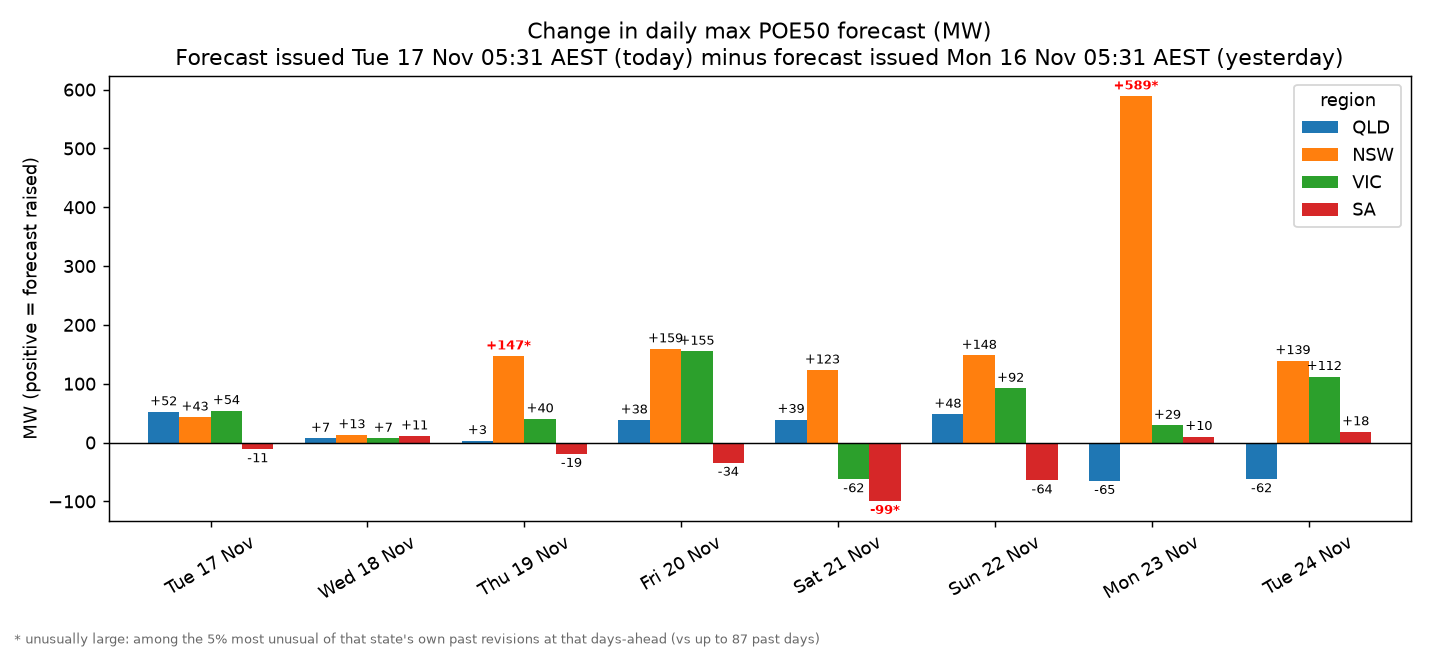 Change in daily max POE50 forecast (MW)
Forecast issued Tue 17 Nov 05:31 AEST (today) minus forecast issued Mon 16 Nov 05:31 AEST (yesterday)
MW (positive = forecast raised)
600
500
400
300
200
100
0
−100
region
QLD
NSW
VIC
SA
+52 +43 +54 -11
+7 +13 +7 +11
+3 +147* +40 -19
+38 +159 +155 -34
+39 +123 -62 -99*
+48 +148 +92 -64
-65 +589* +29 +10
-62 +139 +112 +18
Tue 17 Nov
Wed 18 Nov
Thu 19 Nov
Fri 20 Nov
Sat 21 Nov
Sun 22 Nov
Mon 23 Nov
Tue 24 Nov
* unusually large: among the 5% most unusual of that state's own past revisions at that days-ahead (vs up to 87 past days)